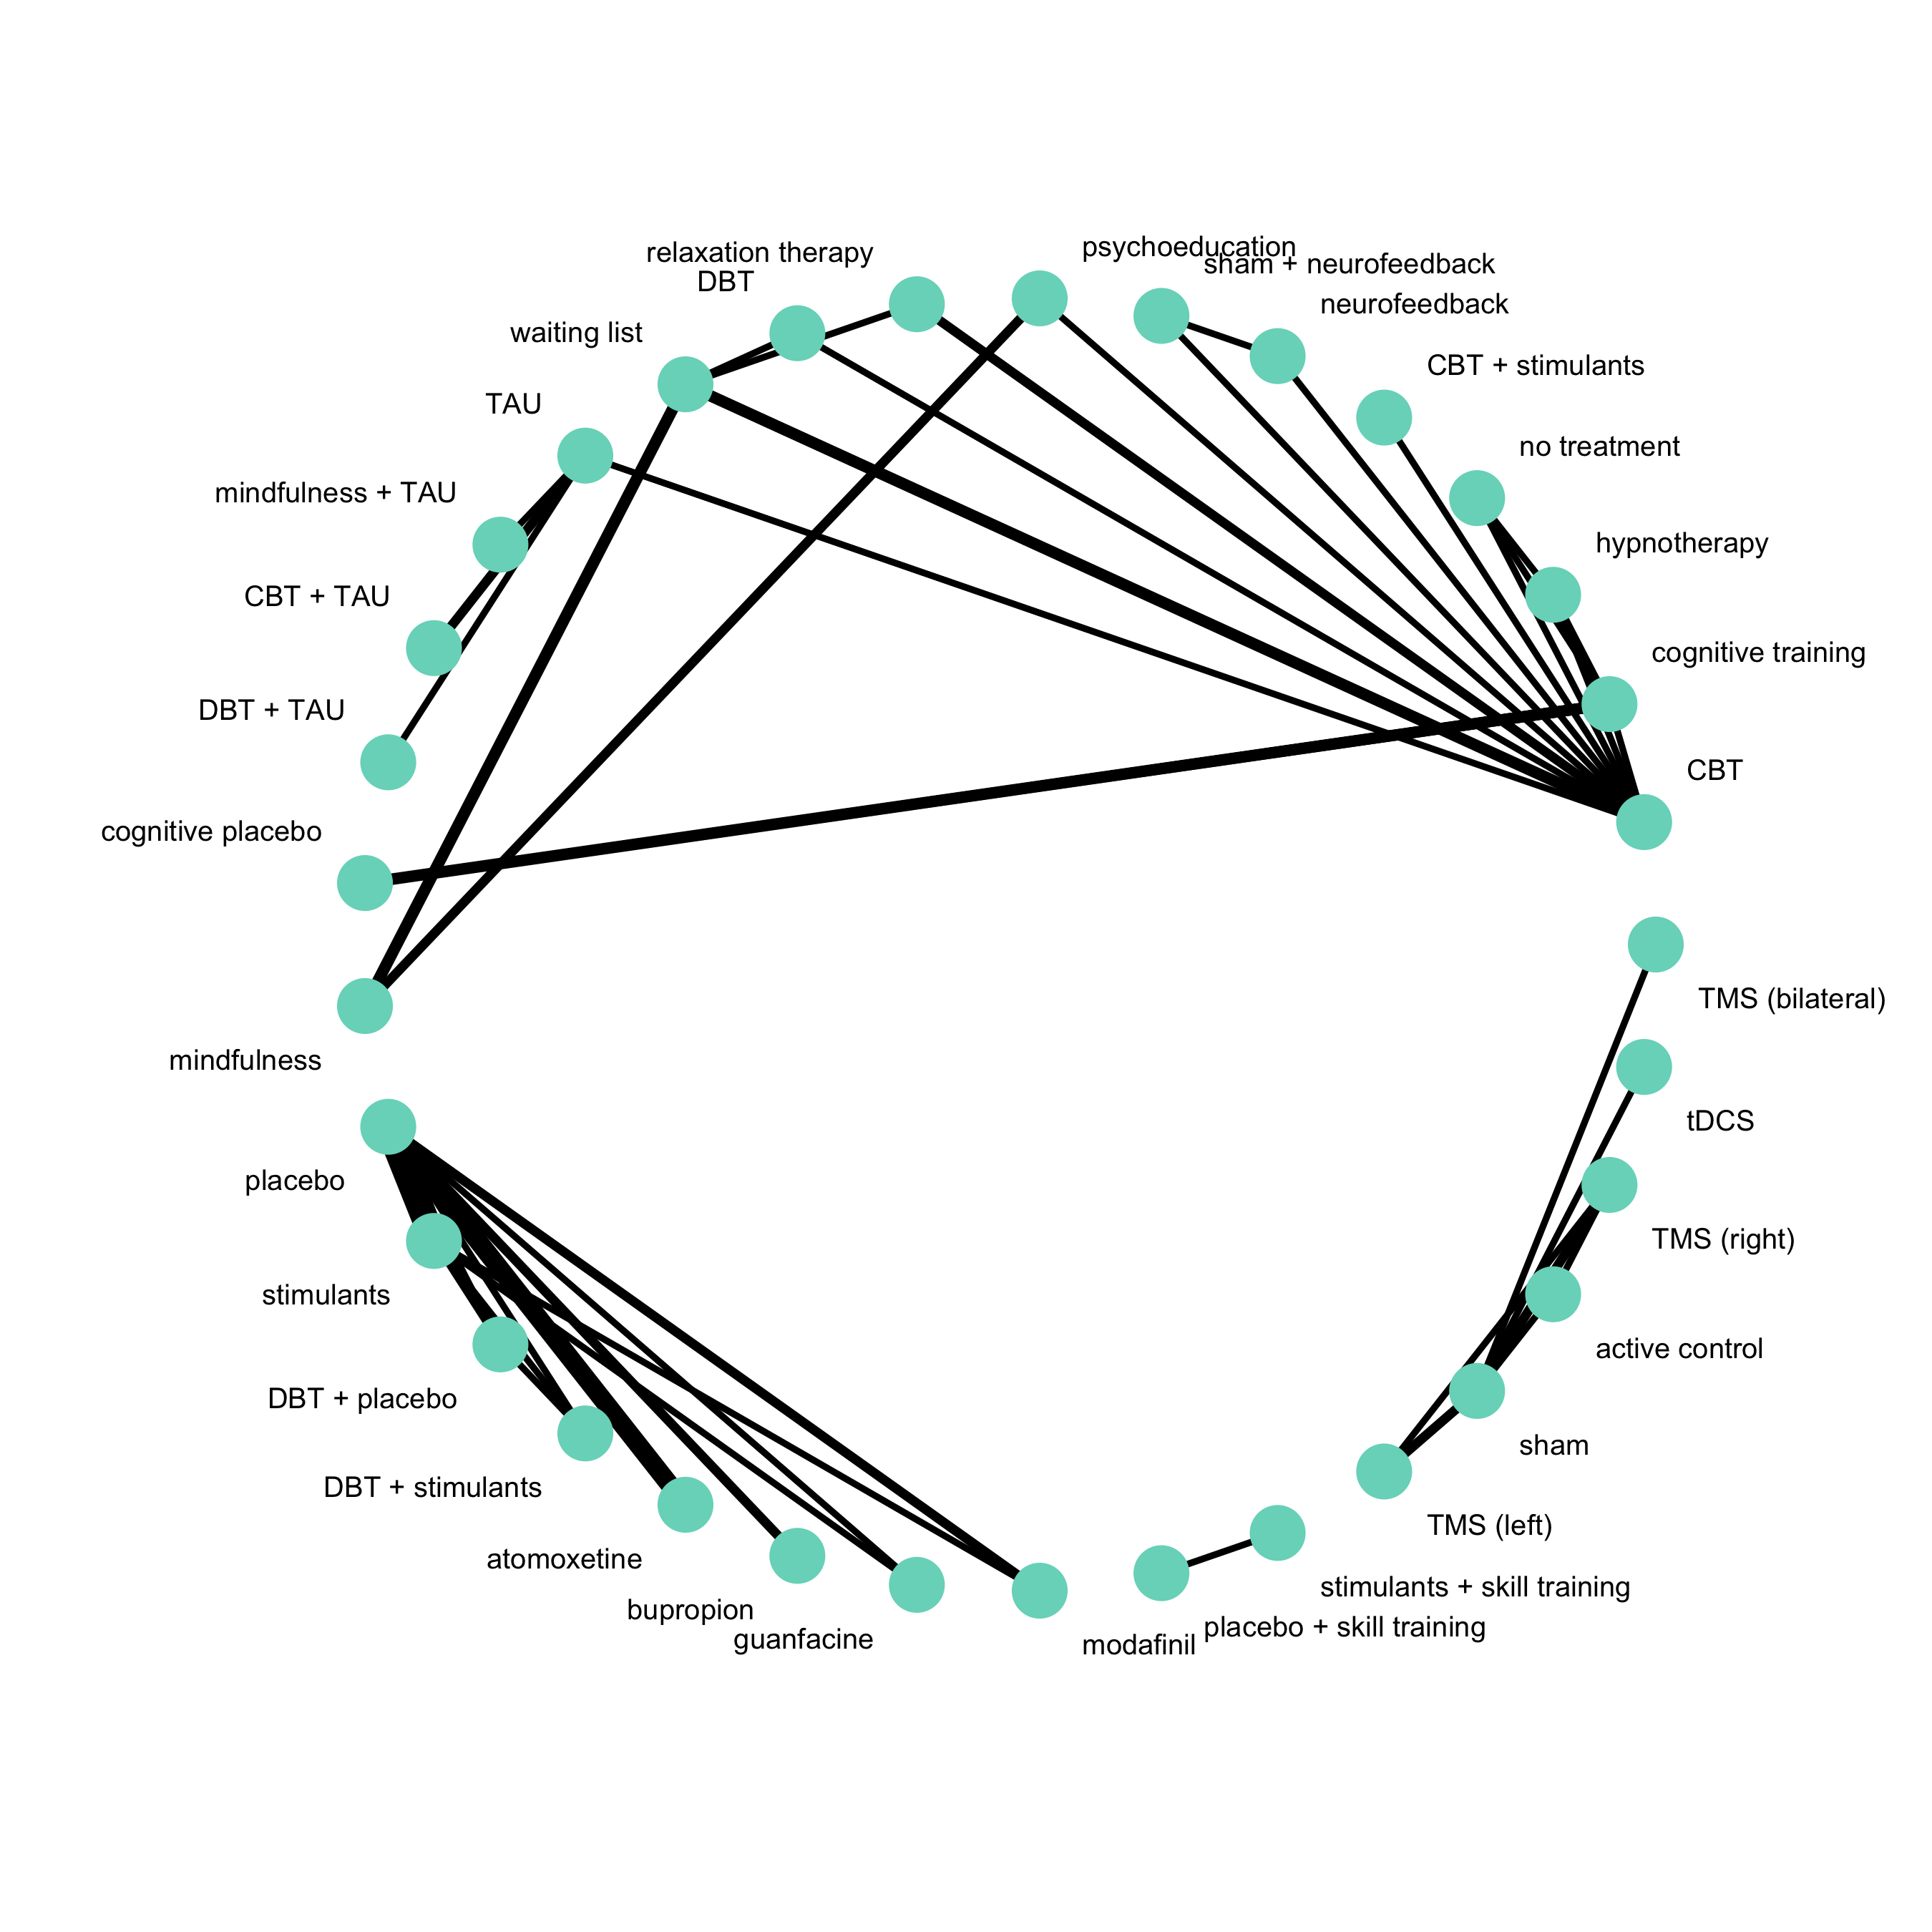 psychoeducation
relaxation therapy
sham + neurofeedback
DBT
neurofeedback
waiting list
CBT + stimulants
TAU
no treatment
mindfulness + TAU
hypnotherapy
CBT + TAU
cognitive training
DBT + TAU
CBT
cognitive placebo
TMS (bilateral)
mindfulness
tDCS
placebo
TMS (right)
stimulants
active control
DBT + placebo
sham
DBT + stimulants
TMS (left)
atomoxetine
stimulants + skill training
bupropion
placebo + skill training
guanfacine
modafinil